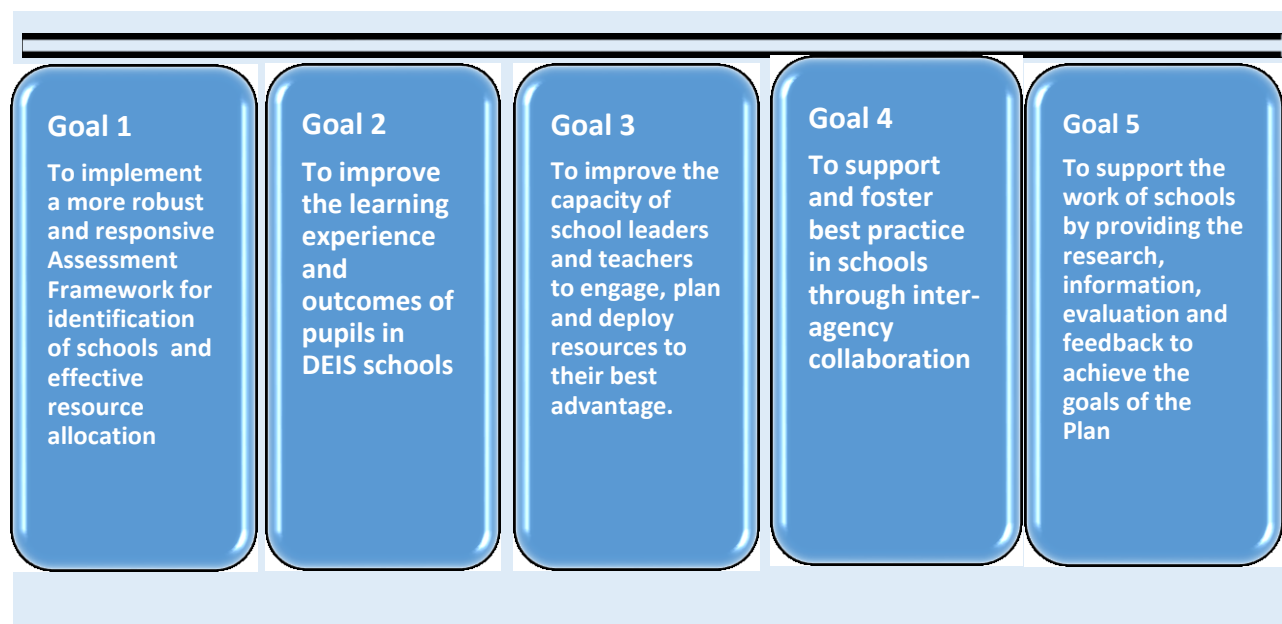 Goal 1
To implement
a more robust
and responsive
Assessment
Framework for
identification
of schools  and
effective
resource
allocation
Goal 2
To improve
the learning
experience
and
outcomes of
pupils in
DEIS schools
Goal 3
To improve the
capacity of
school leaders
and teachers
to engage, plan
and deploy
resources to
their best
advantage.
Goal 4
To support
and foster
best practice
in schools
through inter-
agency
collaboration
Goal 5
To support the
work of schools
by providing the
research,
information,
evaluation and
feedback to
achieve the
goals of the
Plan